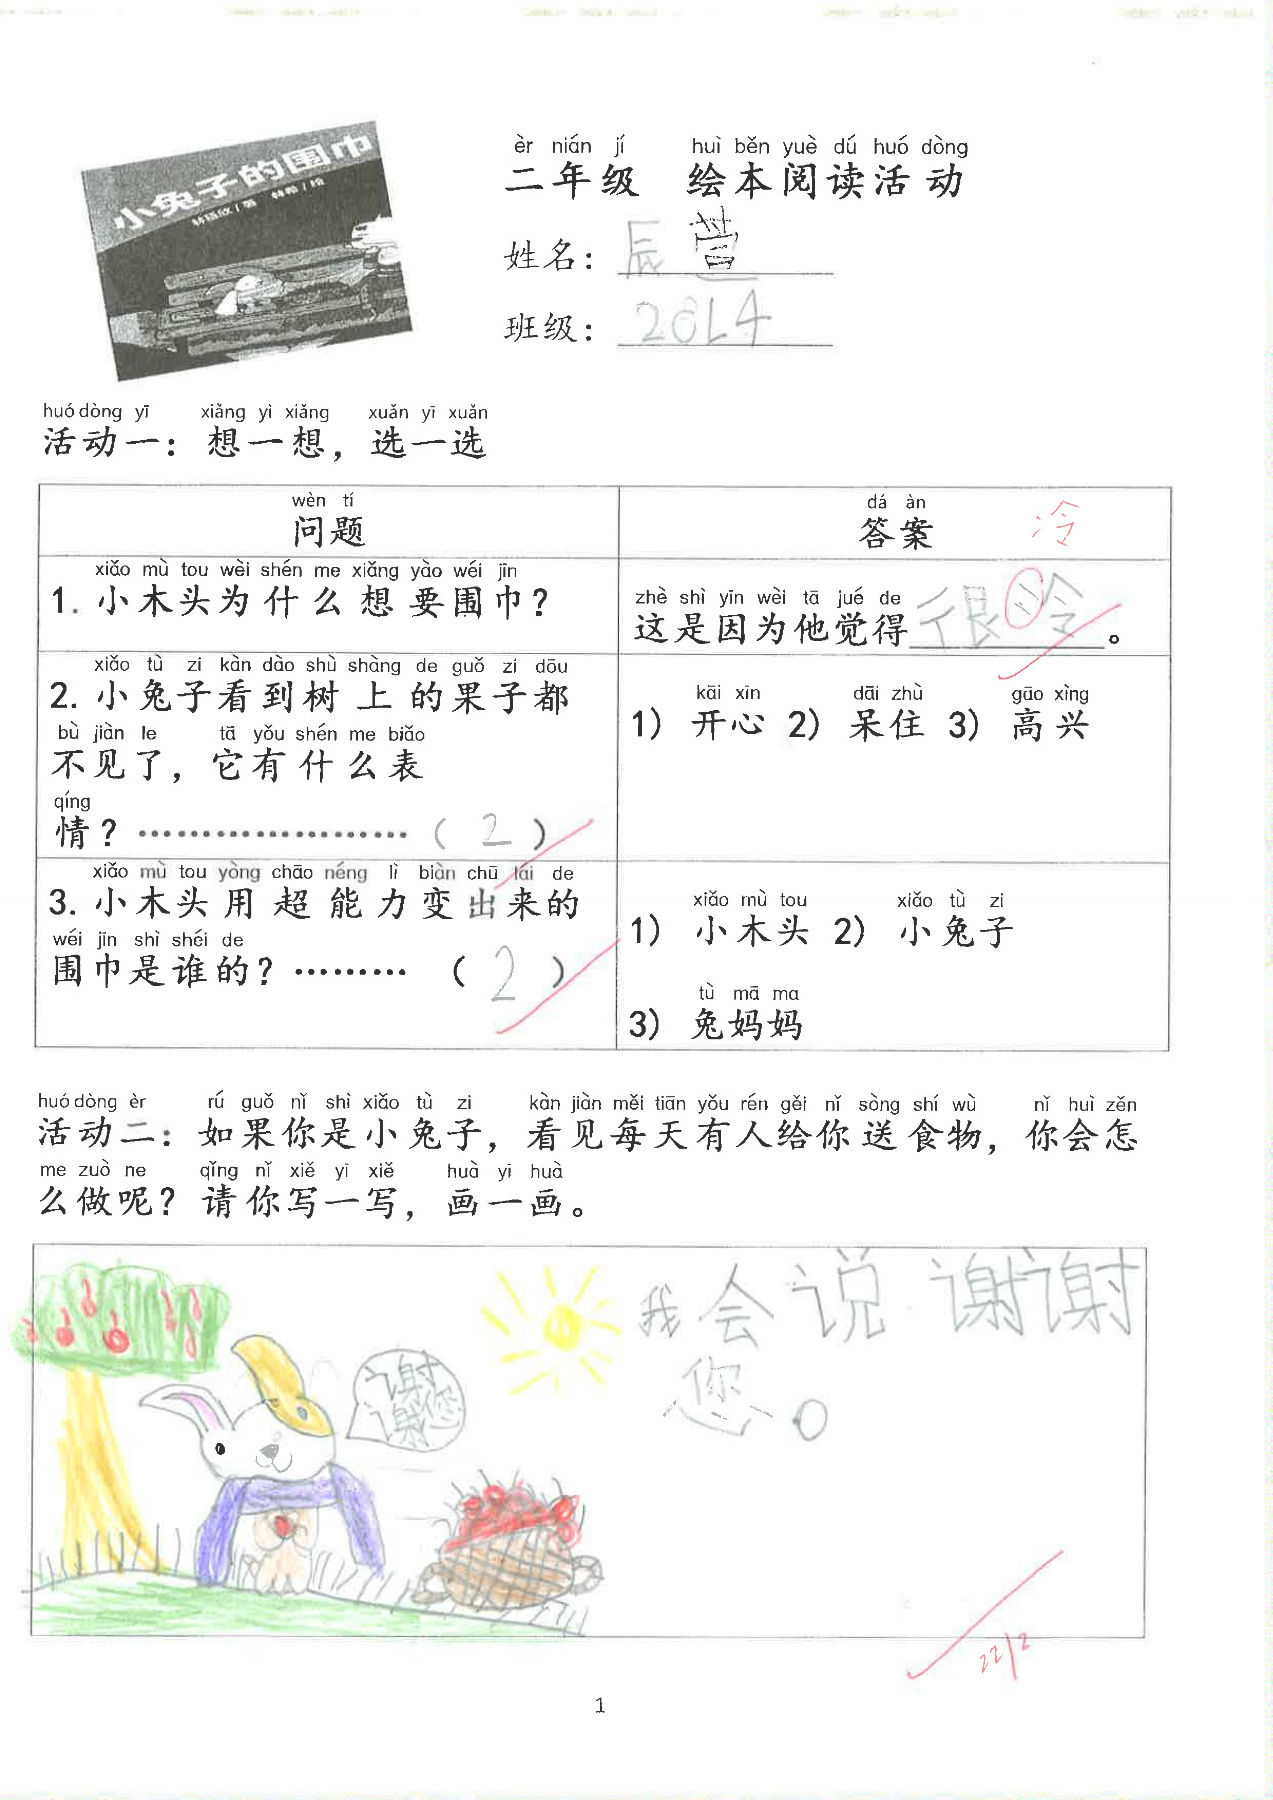 小兔子的围巾
èr nián jí huì běn yuè dú huó dòng
二年级 绘本阅读活动
姓名：辰萱
班级：2014
huó dòng yī xiǎng yì xiǎng xuǎn yī xuǎn
活动一：想一想，选一选
wèn tí
问题
dá àn
答案
冷
xiǎo mù tou wèi shén me xiǎng yào wéi jīn
1. 小木头为什么想要围巾？
zhè shì yīn wèi tā jué de
这是因为他觉得很冷。
xiǎo tù zi kàn dào shù shàng de guǒ zi dōu
2. 小兔子看到树上的果子都
bù jiàn le tā yǒu shén me biǎo
不见了，它有什么表
qíng
情？·····················（2）
kāi xīn dāi zhù gāo xìng
1) 开心 2) 呆住 3) 高兴
xiǎo mù tou yòng chāo néng lì biàn chū lái de
3. 小木头用超能力变出来的
wéi jīn shì shéi de
围巾是谁的？·········（2）
xiǎo mù tou xiǎo tù zi
1) 小木头 2) 小兔子
tù mā ma
3) 兔妈妈
huó dòng èr rú guǒ nǐ shì xiǎo tù zi kàn jiàn měi tiān yǒu rén gěi nǐ sòng shí wù nǐ huì zěn
活动二：如果你是小兔子，看见每天有人给你送食物，你会怎
me zuò ne qǐng nǐ xiě yī xiě huà yī huà
么做呢？请你写一写，画一画。
我会说谢谢
您。
谢谢您
22/2
1